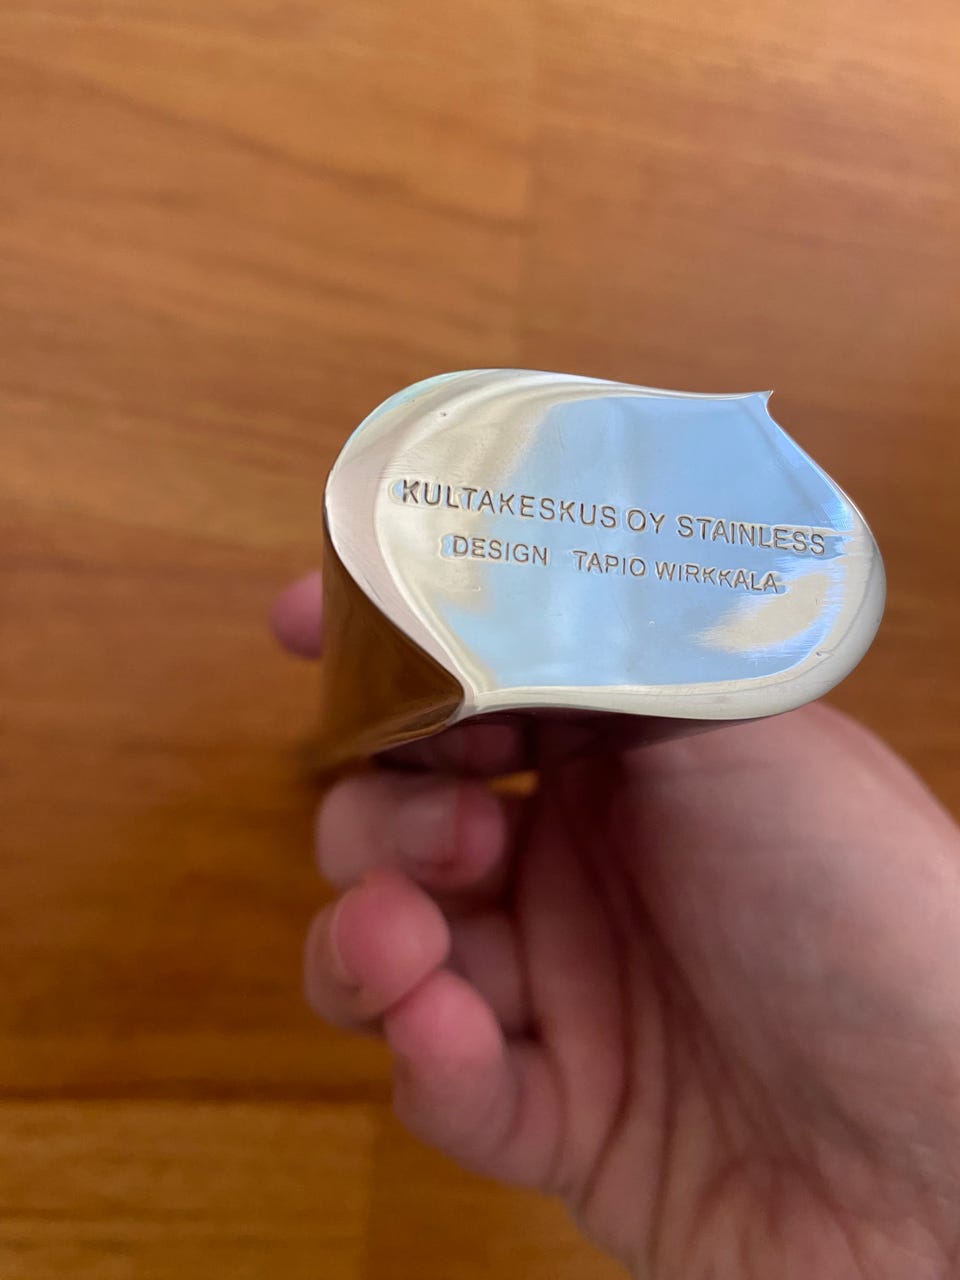 KULTAKESKUS OY STAINLESS
DESIGN TAPIO WIRKKALA